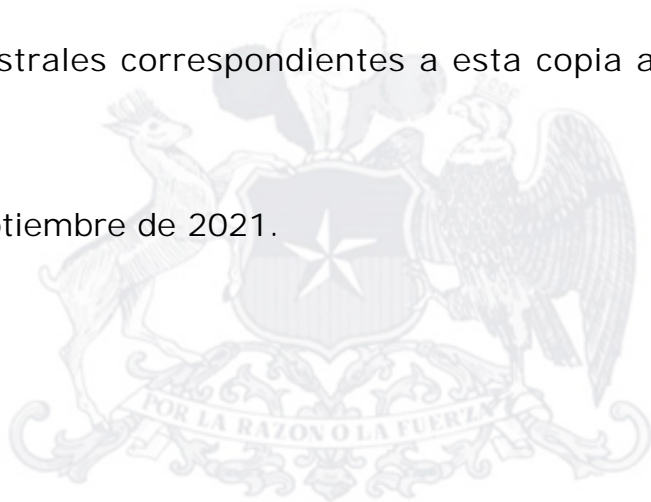 strales correspondientes a esta copia a
tiembre de 2021.
POR LA RAZON O LA FUERZA